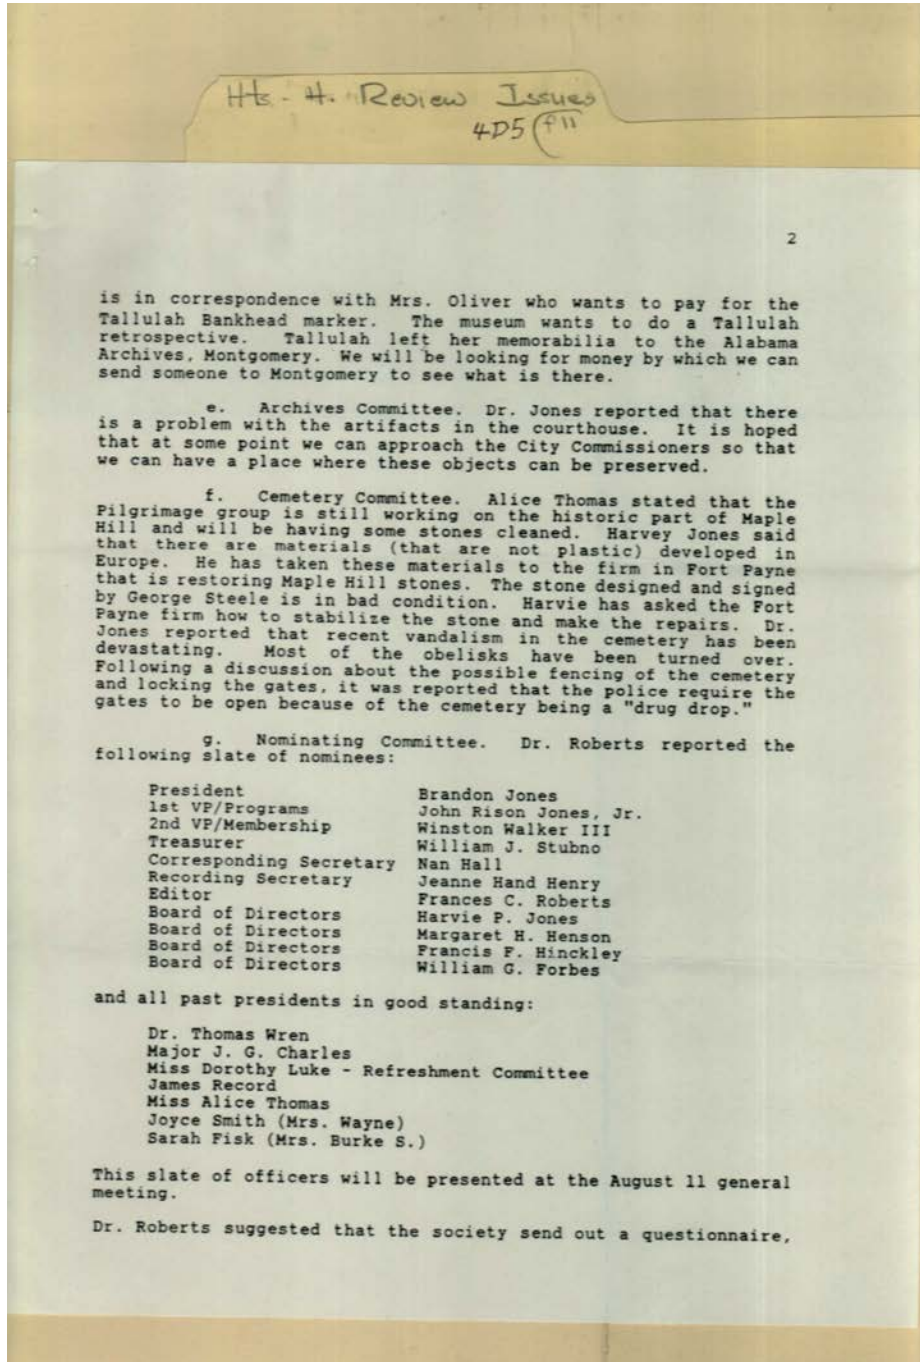 Hts - H. Review Issues
4D5 f11
2
is in correspondence with Mrs. Oliver who wants to pay for the
Tallulah Bankhead marker. The museum wants to do a Tallulah
retrospective. Tallulah left her memorabilia to the Alabama
Archives, Montgomery. We will be looking for money by which we can
send someone to Montgomery to see what is there.
e. Archives Committee. Dr. Jones reported that there
is a problem with the artifacts in the courthouse. It is hoped
that at some point we can approach the City Commissioners so that
we can have a place where these objects can be preserved.
f. Cemetery Committee. Alice Thomas stated that the
Pilgrimage group is still working on the historic part of Maple
Hill and will be having some stones cleaned. Harvey Jones said
that there are materials (that are not plastic) developed in
Europe. He has taken these materials to the firm in Fort Payne
that is restoring Maple Hill stones. The stone designed and signed
by George Steele is in bad condition. Harvie has asked the Fort
Payne firm how to stabilize the stone and make the repairs. Dr.
Jones reported that recent vandalism in the cemetery has been
devastating. Most of the obelisks have been turned over.
Following a discussion about the possible fencing of the cemetery
and locking the gates, it was reported that the police require the
gates to be open because of the cemetery being a "drug drop."
g. Nominating Committee. Dr. Roberts reported the
following slate of nominees:
President Brandon Jones
1st VP/Programs John Rison Jones, Jr.
2nd VP/Membership Winston Walker III
Treasurer William J. Stubno
Corresponding Secretary Nan Hall
Recording Secretary Jeanne Hand Henry
Editor Frances C. Roberts
Board of Directors Harvie P. Jones
Board of Directors Margaret H. Henson
Board of Directors Francis F. Hinckley
Board of Directors William G. Forbes
and all past presidents in good standing:
Dr. Thomas Wren
Major J. G. Charles
Miss Dorothy Luke - Refreshment Committee
James Record
Miss Alice Thomas
Joyce Smith (Mrs. Wayne)
Sarah Fisk (Mrs. Burke S.)
This slate of officers will be presented at the August 11 general
meeting.
Dr. Roberts suggested that the society send out a questionnaire,